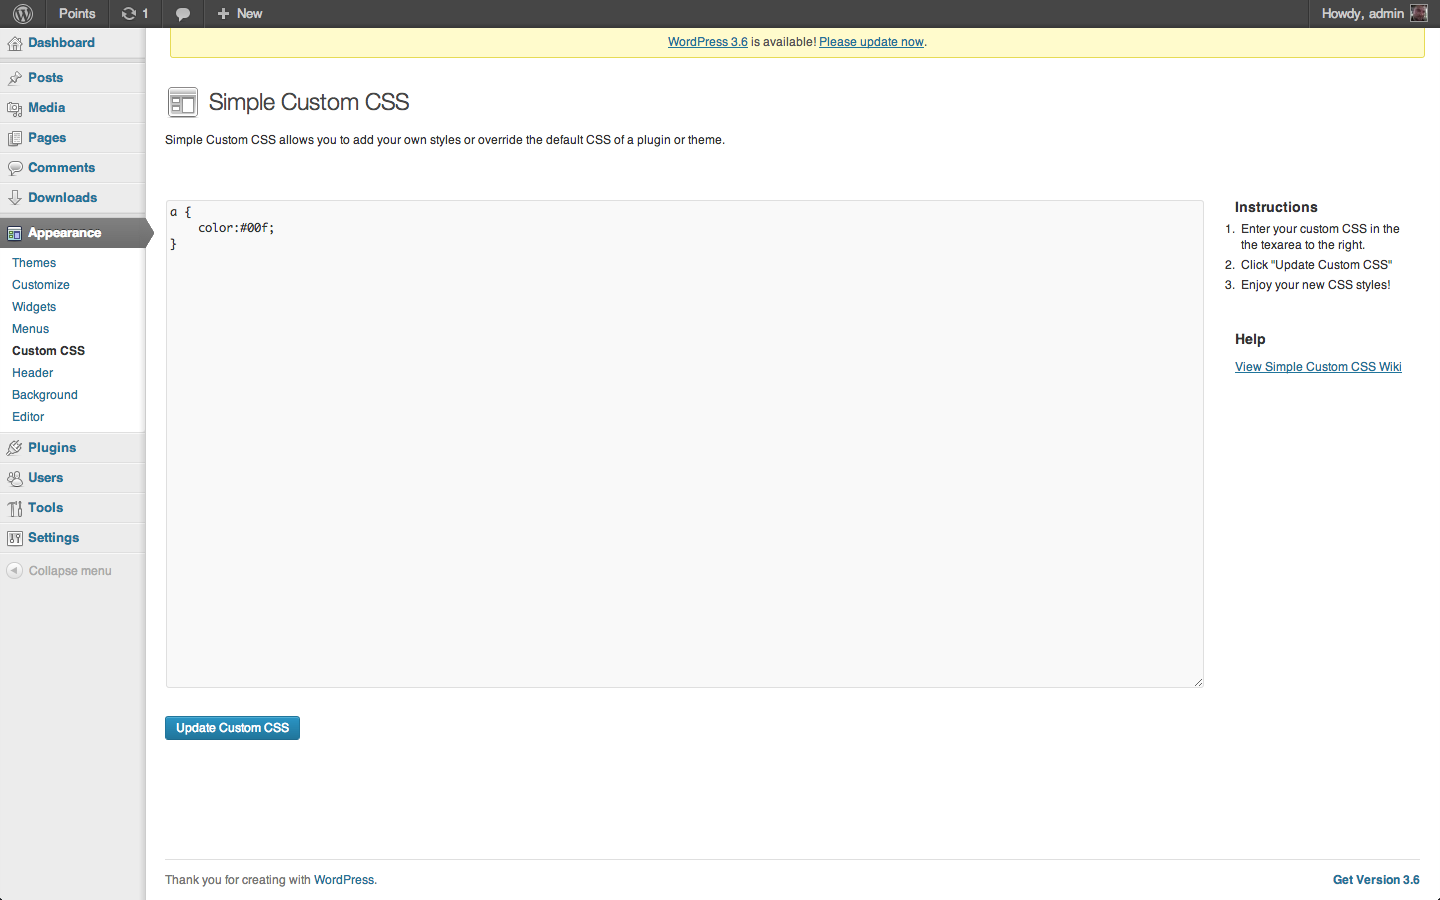 Points 1 New Howdy, admin
WordPress 3.6 is available! Please update now.
Dashboard
Posts
Media
Pages
Comments
Downloads
Appearance
Themes
Customize
Widgets
Menus
Custom CSS
Header
Background
Editor
Plugins
Users
Tools
Settings
Collapse menu
Simple Custom CSS
Simple Custom CSS allows you to add your own styles or override the default CSS of a plugin or theme.
a {
    color:#00f;
}
Update Custom CSS
Instructions
1. Enter your custom CSS in the
the texarea to the right.
2. Click "Update Custom CSS"
3. Enjoy your new CSS styles!
Help
View Simple Custom CSS Wiki
Thank you for creating with WordPress.
Get Version 3.6